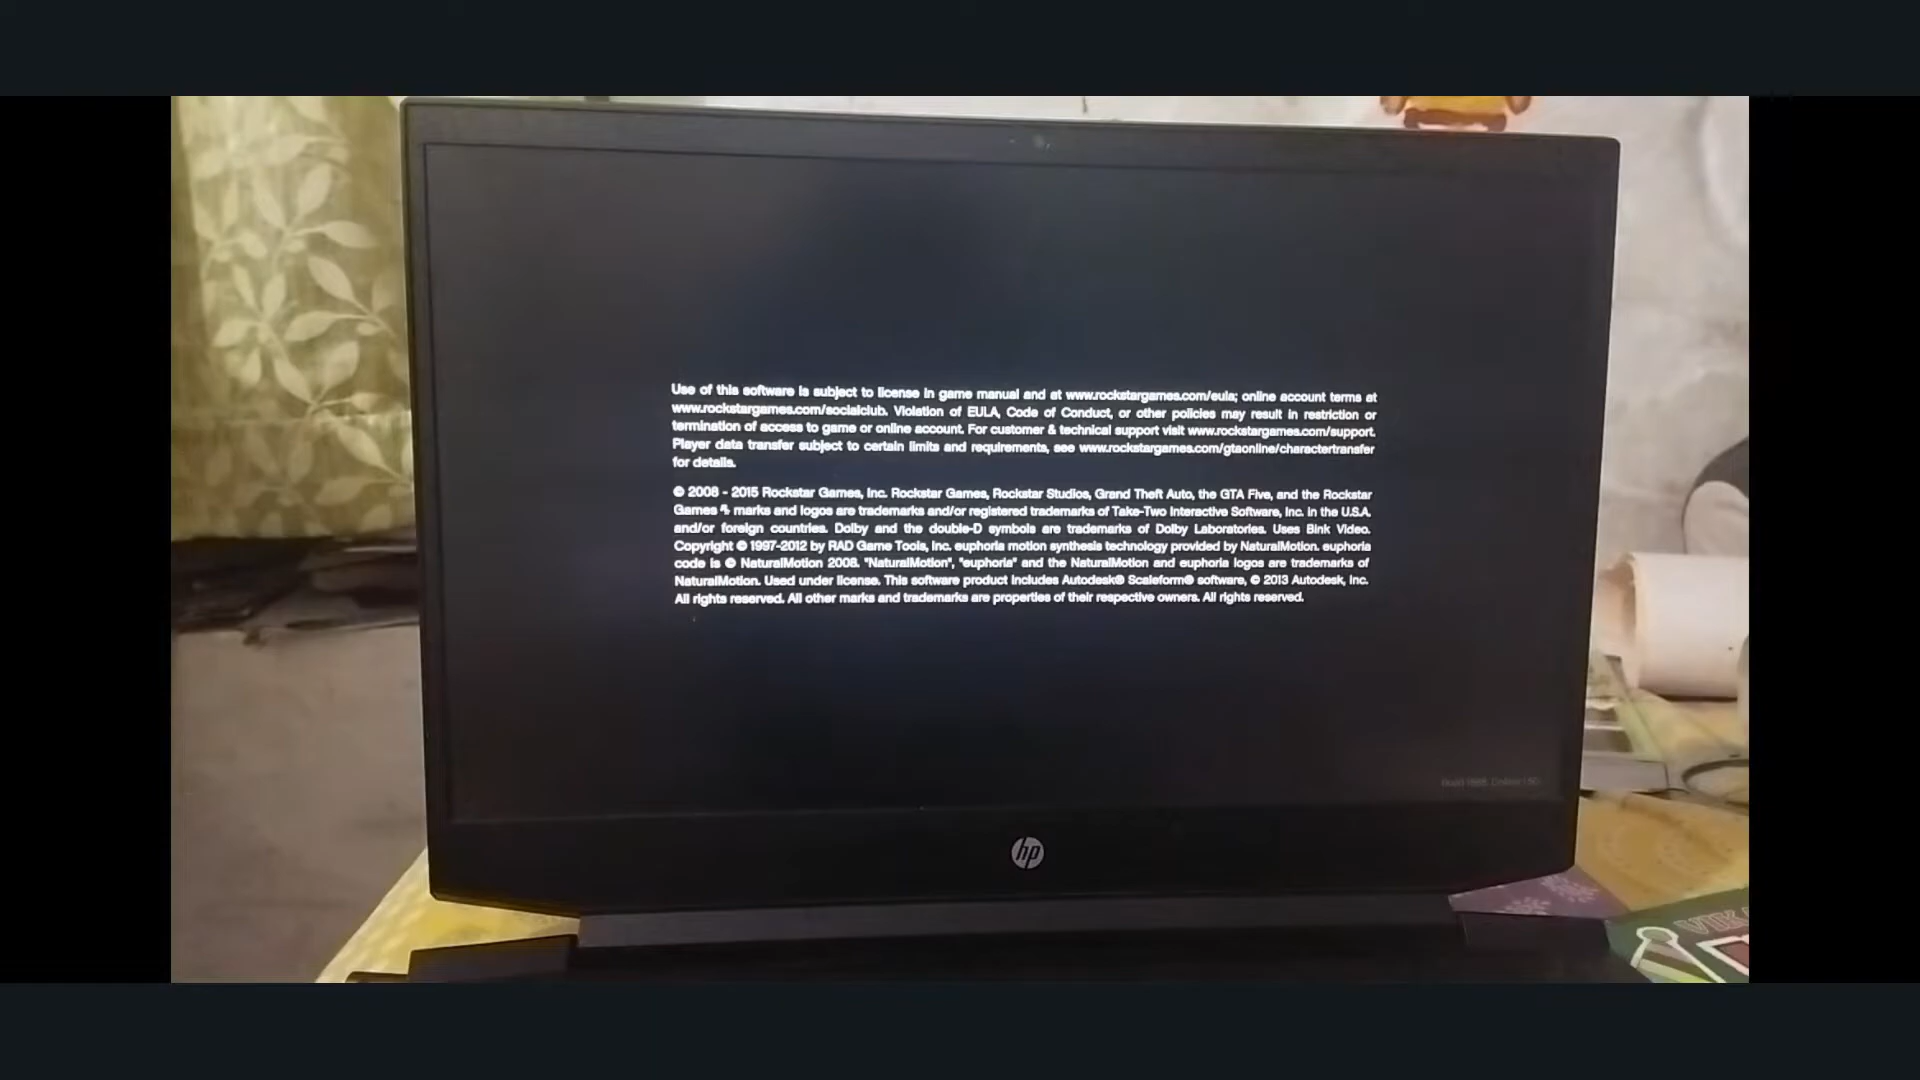 Use of this software is subject to license in game manual and at www.rockstargames.com/eula; online account terms at
www.rockstargames.com/socialclub. Violation of EULA, Code of Conduct, or other policies may result in restriction or
termination of access to game or online account. For customer & technical support visit www.rockstargames.com/support.
Player data transfer subject to certain limits and requirements, see www.rockstargames.com/gtaonline/charactertransfer
for details.
© 2008 - 2015 Rockstar Games, Inc. Rockstar Games, Rockstar Studios, Grand Theft Auto, the GTA Five, and the Rockstar
Games marks and logos are trademarks and/or registered trademarks of Take-Two Interactive Software, Inc. in the U.S.A.
and/or foreign countries. Dolby and the double-D symbols are trademarks of Dolby Laboratories. Uses Bink Video.
Copyright © 1997-2012 by RAD Game Tools, Inc. euphoria motion synthesis technology provided by NaturalMotion. euphoria
code is © NaturalMotion 2008. "NaturalMotion", "euphoria" and the NaturalMotion and euphoria logos are trademarks of
NaturalMotion. Used under license. This software product includes Autodesk® Scaleform® software, © 2013 Autodesk, Inc.
All rights reserved. All other marks and trademarks are properties of their respective owners. All rights reserved.
hp